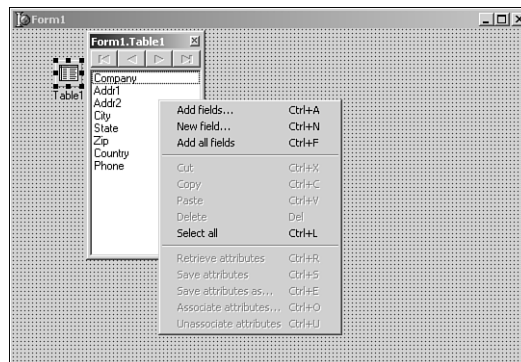 Form1
Form1.Table1
Table1
Company
Addr1
Addr2
City
State
Zip
Country
Phone
Add fields... Ctrl+A
New field... Ctrl+N
Add all fields Ctrl+F
Cut Ctrl+X
Copy Ctrl+C
Paste Ctrl+V
Delete Del
Select all Ctrl+L
Retrieve attributes Ctrl+R
Save attributes Ctrl+S
Save attributes as... Ctrl+E
Associate attributes... Ctrl+O
Unassociate attributes Ctrl+U